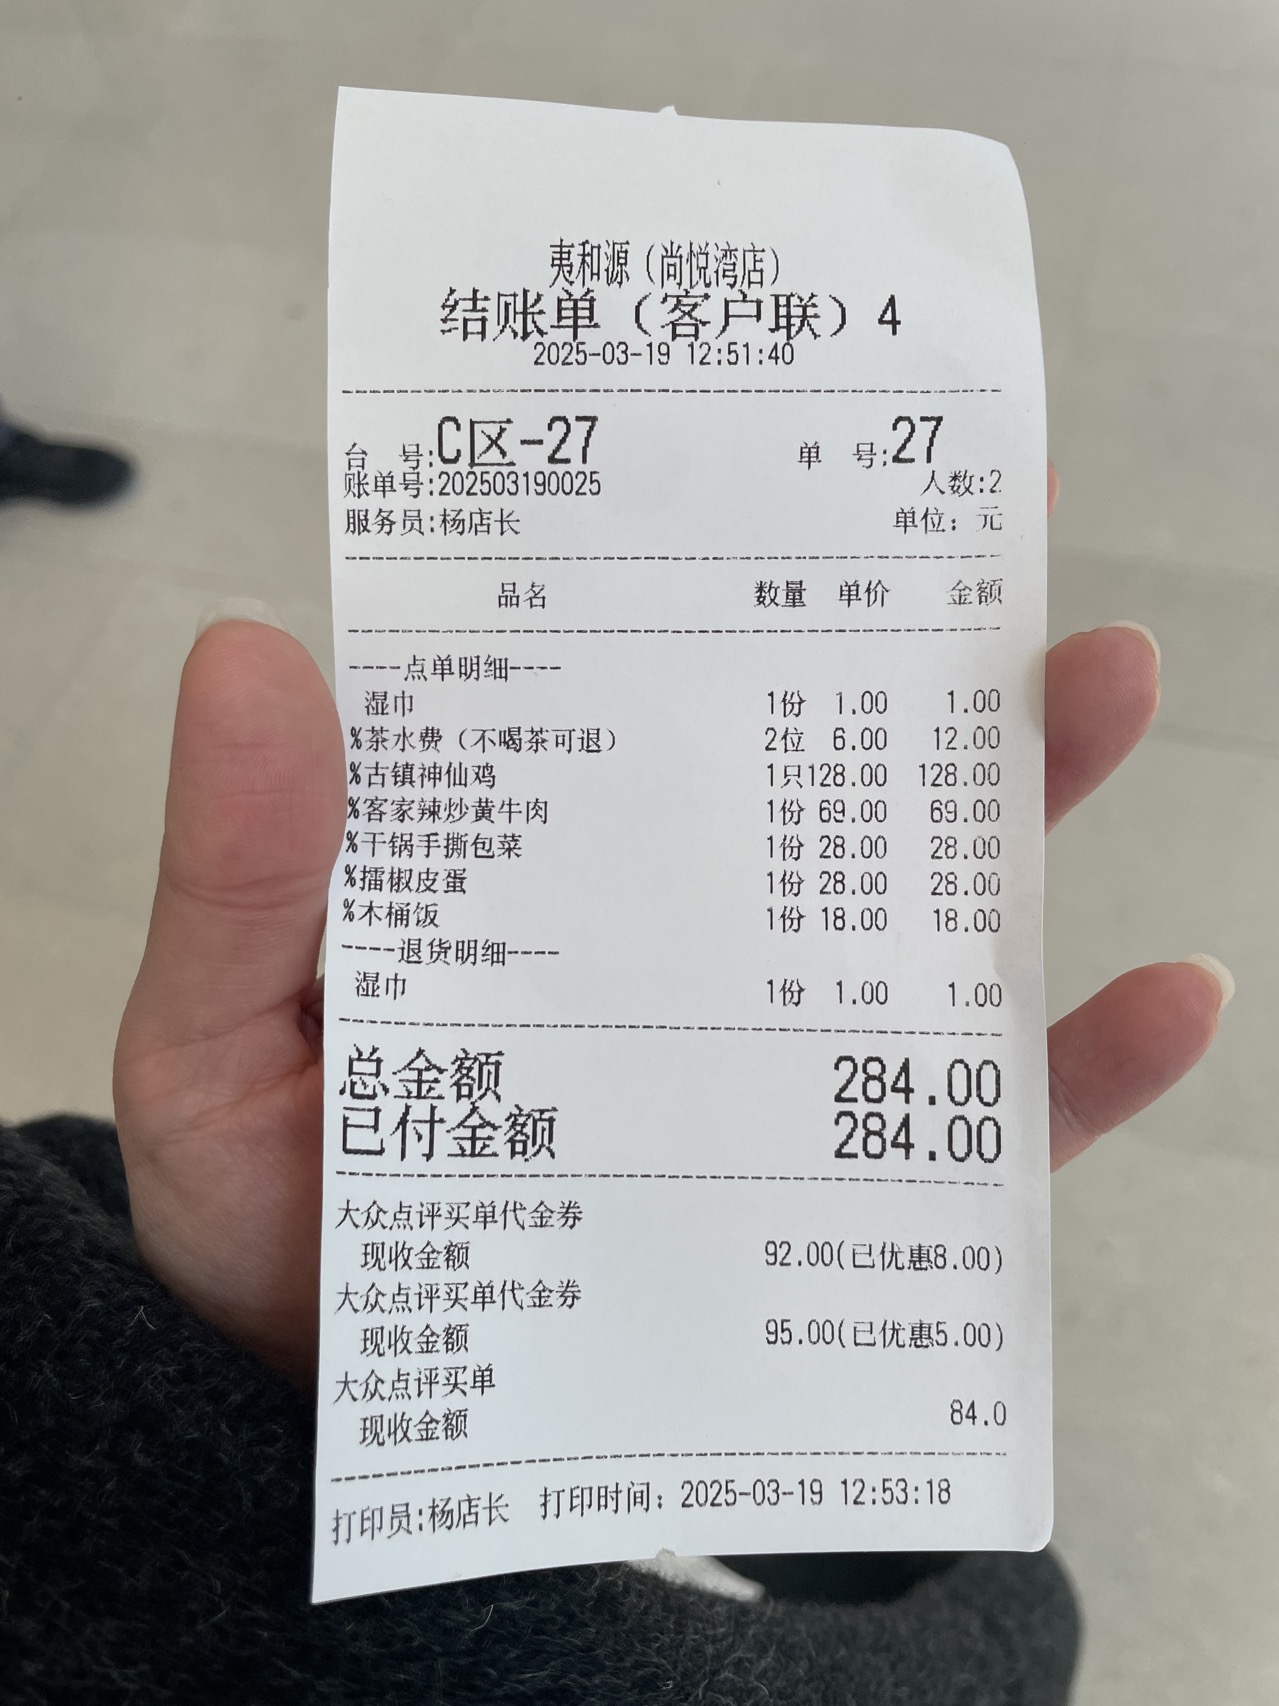 夷和源（尚悦湾店）
结账单（客户联）4
2025-03-19 12:51:40
台 号:C区-27 单 号:27
账单号:202503190025 人数:2
服务员:杨店长 单位：元
品名 数量 单价 金额
----点单明细----
湿巾 1份 1.00 1.00
%茶水费（不喝茶可退） 2位 6.00 12.00
%古镇神仙鸡 1只128.00 128.00
%客家辣炒黄牛肉 1份 69.00 69.00
%干锅手撕包菜 1份 28.00 28.00
%擂椒皮蛋 1份 28.00 28.00
%木桶饭 1份 18.00 18.00
----退货明细----
湿巾 1份 1.00 1.00
总金额 284.00
已付金额 284.00
大众点评买单代金券
现收金额 92.00(已优惠8.00)
大众点评买单代金券
现收金额 95.00(已优惠5.00)
大众点评买单
现收金额 84.0
打印员:杨店长 打印时间：2025-03-19 12:53:18